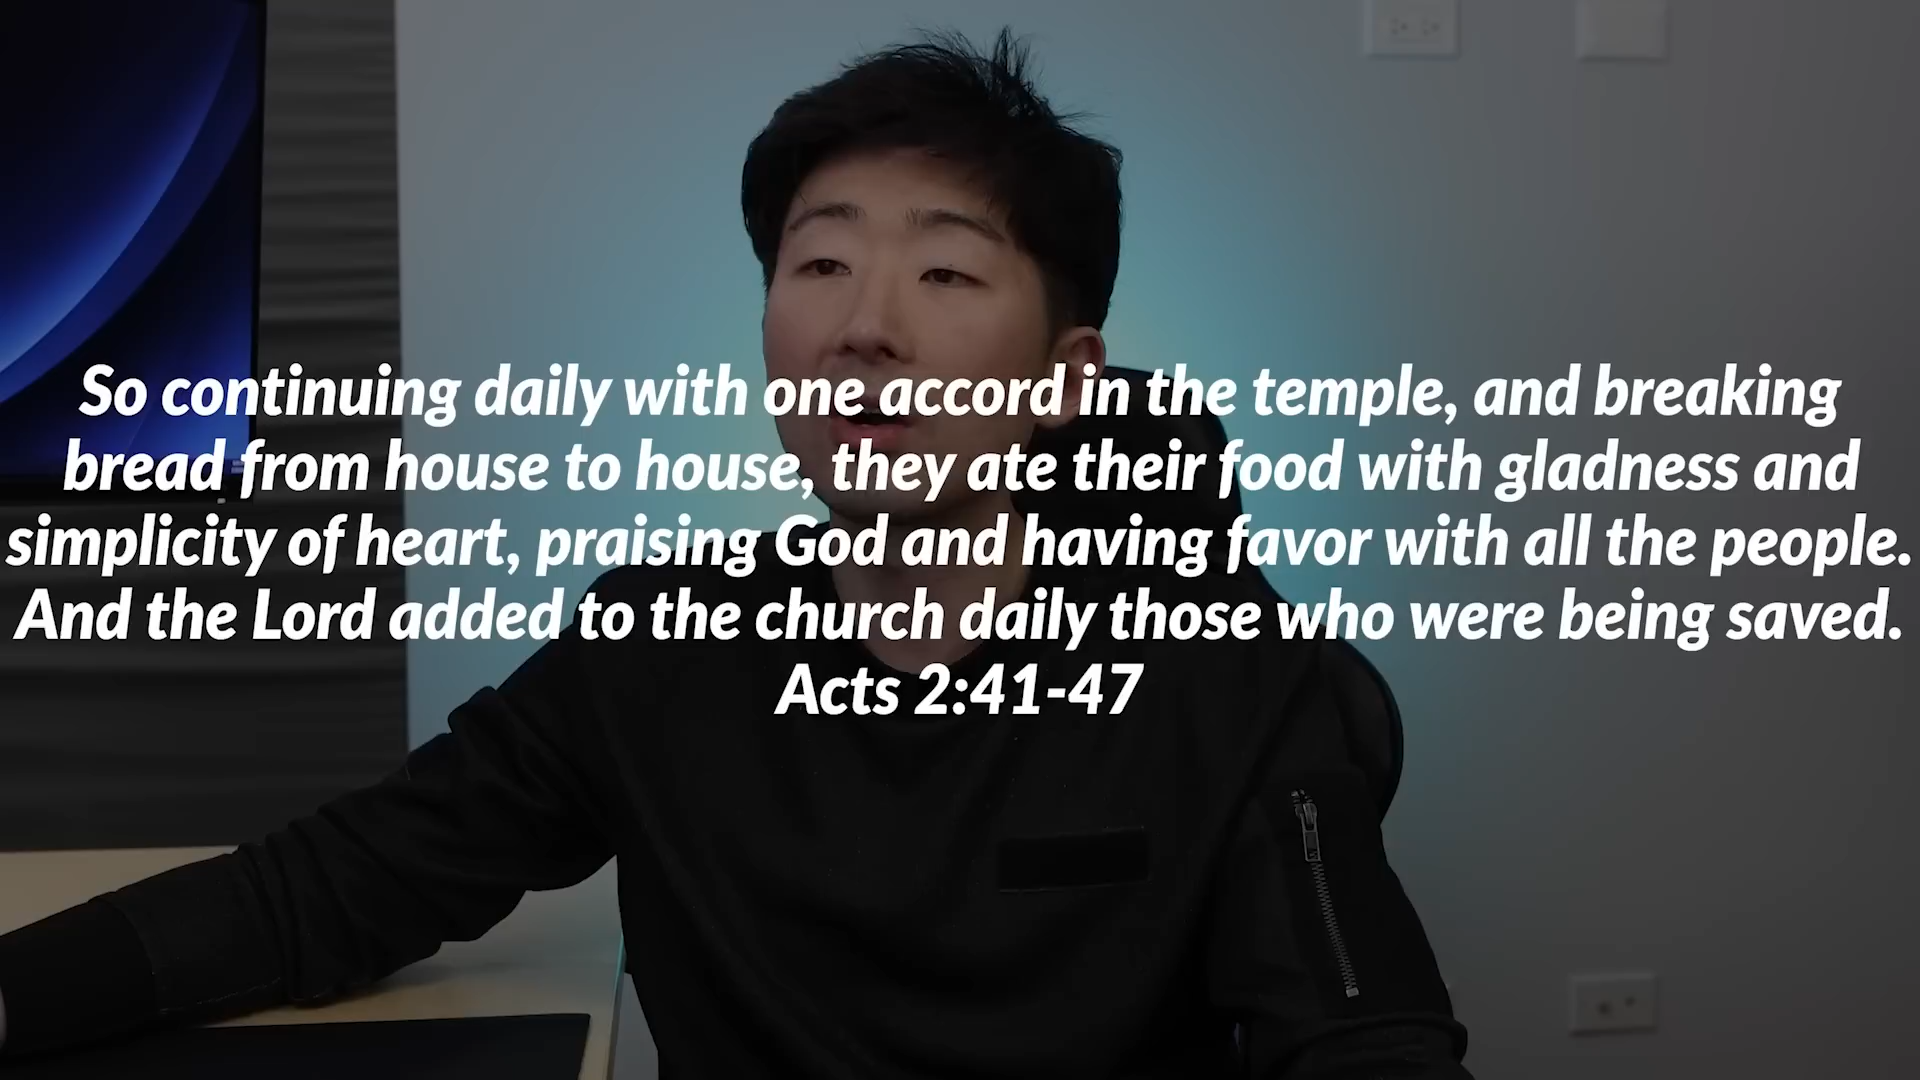 So continuing daily with one accord in the temple, and breaking
bread from house to house, they ate their food with gladness and
simplicity of heart, praising God and having favor with all the people.
And the Lord added to the church daily those who were being saved.
Acts 2:41-47